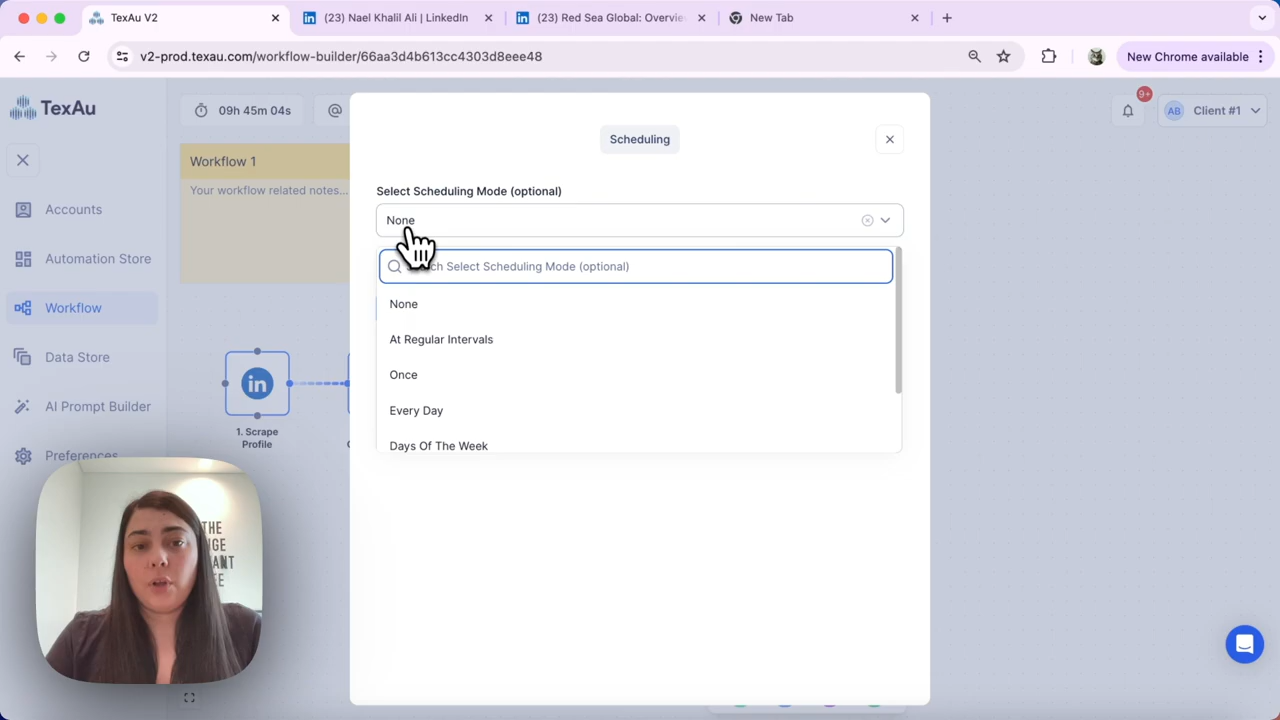 TexAu V2
(23) Nael Khalil Ali | LinkedIn
(23) Red Sea Global: Overvie
New Tab
v2-prod.texau.com/workflow-builder/66aa3d4b613cc4303d8eee48
New Chrome available
TexAu
09h 45m 04s
Scheduling
9+
AB Client #1
Workflow 1
Your workflow related notes...
Select Scheduling Mode (optional)
None
Accounts
Automation Store
Select Scheduling Mode (optional)
Workflow
None
At Regular Intervals
Data Store
Once
AI Prompt Builder
Every Day
1. Scrape
Profile
Days Of The Week
Preferences
THE